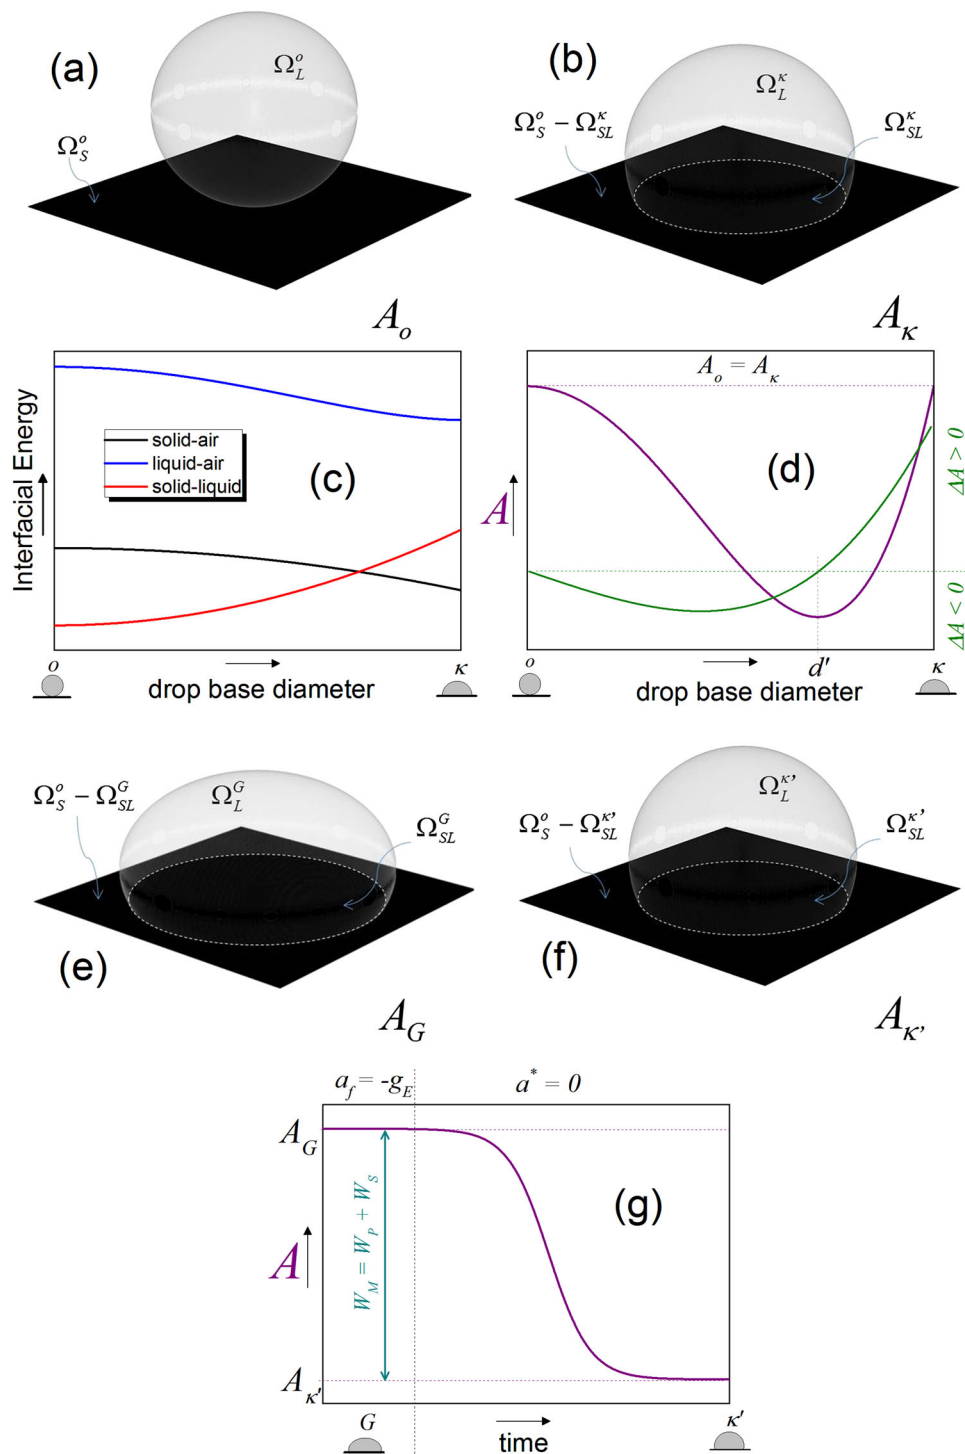 (a)
Ω_L^o
Ω_S^o
A_o
(b)
Ω_L^κ
Ω_S^o − Ω_SL^κ
Ω_SL^κ
A_κ
Interfacial Energy
solid-air
liquid-air
solid-liquid
(c)
o
κ
drop base diameter
A_o = A_κ
(d)
A
ΔA > 0
ΔA < 0
o
d'
κ
drop base diameter
Ω_S^o − Ω_SL^G
Ω_L^G
Ω_SL^G
(e)
A_G
Ω_S^o − Ω_SL^κ'
Ω_L^κ'
Ω_SL^κ'
(f)
A_κ'
a_f = -g_E
a^* = 0
A_G
W_M = W_P + W_S
(g)
A
A_κ'
G
κ'
time